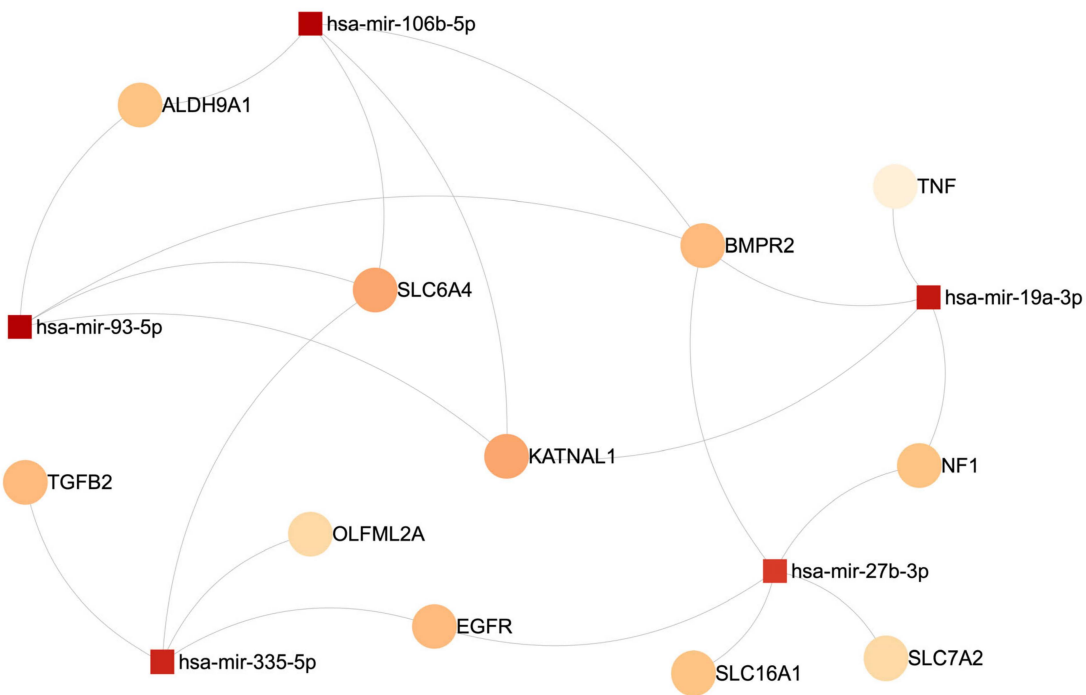 hsa-mir-106b-5p
ALDH9A1
TNF
BMPR2
SLC6A4
hsa-mir-19a-3p
hsa-mir-93-5p
KATNAL1
NF1
TGFB2
OLFML2A
hsa-mir-27b-3p
EGFR
hsa-mir-335-5p
SLC7A2
SLC16A1